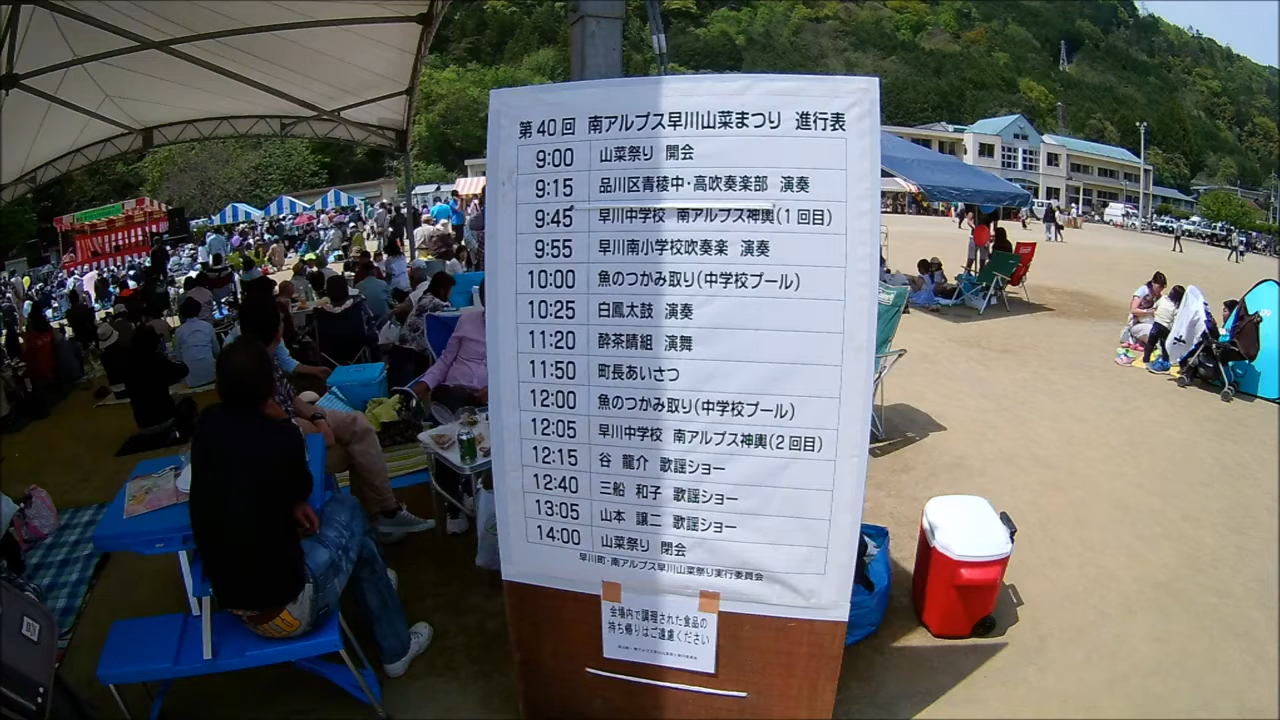 第40回 南アルプス早川山菜まつり 進行表
9:00 山菜祭り 開会
9:15 品川区青稜中・高吹奏楽部 演奏
9:45 早川中学校 南アルプス神輿(1回目)
9:55 早川南小学校吹奏楽 演奏
10:00 魚のつかみ取り(中学校プール)
10:25 白鳳太鼓 演奏
11:20 酔茶晴組 演舞
11:50 町長あいさつ
12:00 魚のつかみ取り(中学校プール)
12:05 早川中学校 南アルプス神輿(2回目)
12:15 谷 龍介 歌謡ショー
12:40 三船 和子 歌謡ショー
13:05 山本 譲二 歌謡ショー
14:00 山菜祭り 閉会
早川町・南アルプス早川山菜祭り実行委員会
会場内で調理された食品の
持ち帰りはご遠慮ください